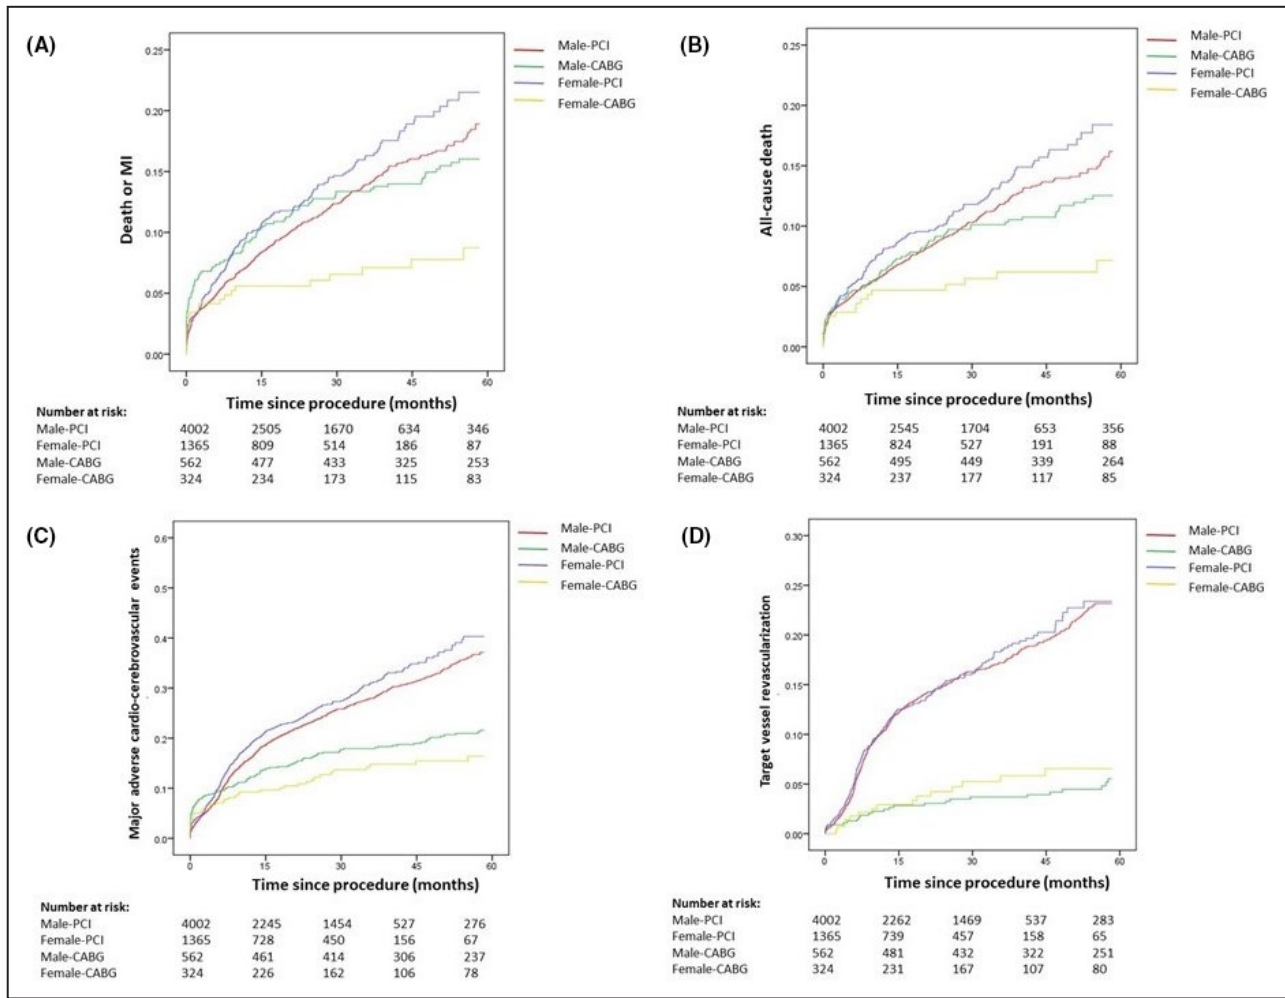 (A)
Death or MI
0.25
0.20
0.15
0.10
0.05
0.00
0 15 30 45 60
Time since procedure (months)
Male-PCI
Male-CABG
Female-PCI
Female-CABG
Number at risk:
Male-PCI 4002 2505 1670 634 346
Female-PCI 1365 809 514 186 87
Male-CABG 562 477 433 325 253
Female-CABG 324 234 173 115 83
(B)
All-cause death
0.25
0.20
0.15
0.10
0.05
0.00
0 15 30 45 60
Time since procedure (months)
Male-PCI
Male-CABG
Female-PCI
Female-CABG
Number at risk:
Male-PCI 4002 2545 1704 653 356
Female-PCI 1365 824 527 191 88
Male-CABG 562 495 449 339 264
Female-CABG 324 237 177 117 85
(C)
Major adverse cardio-cerebrovascular events
0.6
0.5
0.4
0.3
0.2
0.1
0.0
0 15 30 45 60
Time since procedure (months)
Male-PCI
Male-CABG
Female-PCI
Female-CABG
Number at risk:
Male-PCI 4002 2245 1454 527 276
Female-PCI 1365 728 450 156 67
Male-CABG 562 461 414 306 237
Female-CABG 324 226 162 106 78
(D)
Target vessel revascularization
0.30
0.25
0.20
0.15
0.10
0.05
0.00
0 15 30 45 60
Time since procedure (months)
Male-PCI
Male-CABG
Female-PCI
Female-CABG
Number at risk:
Male-PCI 4002 2262 1469 537 283
Female-PCI 1365 739 457 158 65
Male-CABG 562 481 432 322 251
Female-CABG 324 231 167 107 80